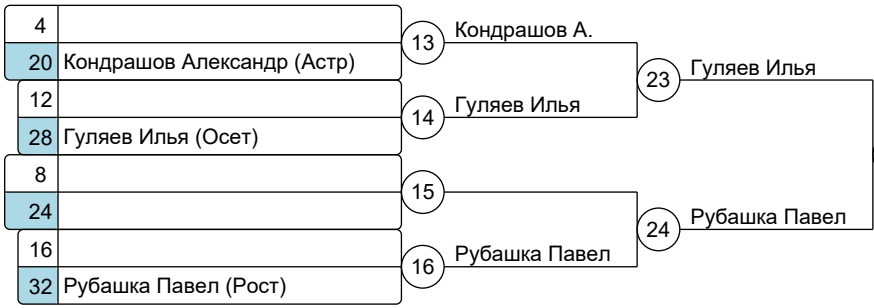 4
20 Кондрашов Александр (Астр)
13 Кондрашов А.
12
28 Гуляев Илья (Осет)
14 Гуляев Илья
23 Гуляев Илья
8
24
15
16
32 Рубашка Павел (Рост)
16 Рубашка Павел
24 Рубашка Павел